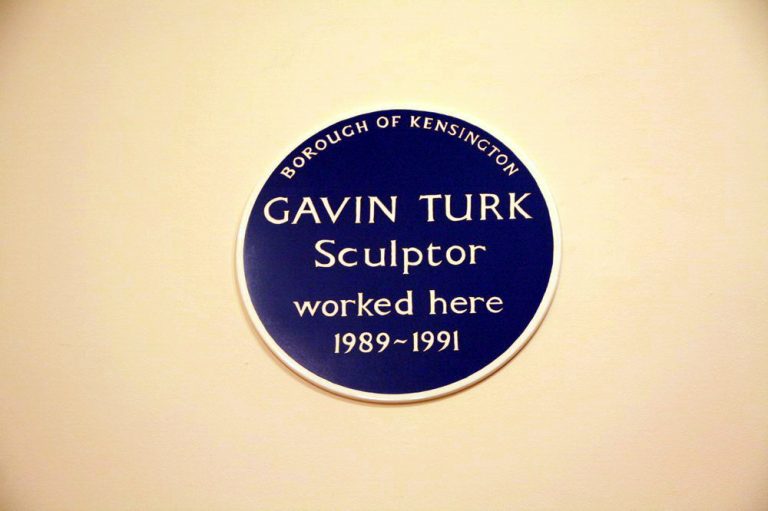 BOROUGH OF KENSINGTON
GAVIN TURK
Sculptor
worked here
1989~1991